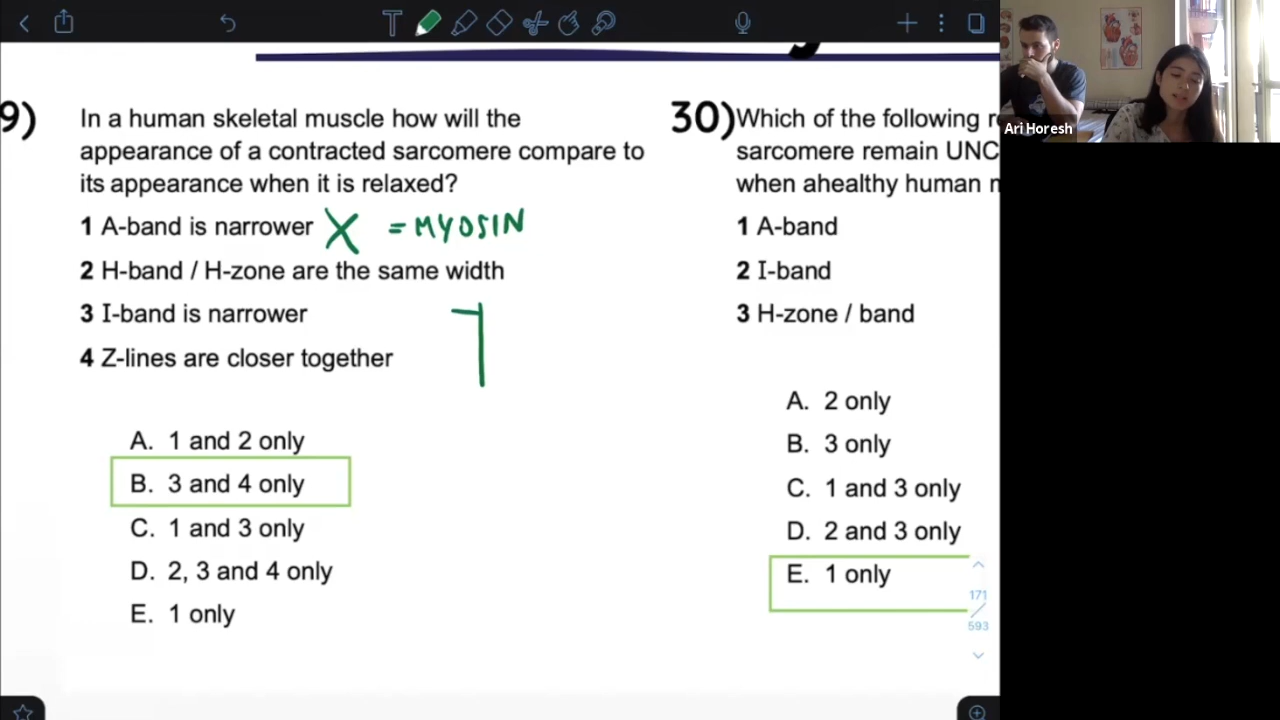 9)
In a human skeletal muscle how will the
appearance of a contracted sarcomere compare to
its appearance when it is relaxed?
1 A-band is narrower X = MYOSIN
2 H-band / H-zone are the same width
3 I-band is narrower
4 Z-lines are closer together
A. 1 and 2 only
B. 3 and 4 only
C. 1 and 3 only
D. 2, 3 and 4 only
E. 1 only
30) Which of the following
sarcomere remain UNC
when ahealthy human
1 A-band
2 I-band
3 H-zone / band
A. 2 only
B. 3 only
C. 1 and 3 only
D. 2 and 3 only
E. 1 only
171
593
Ari Horesh